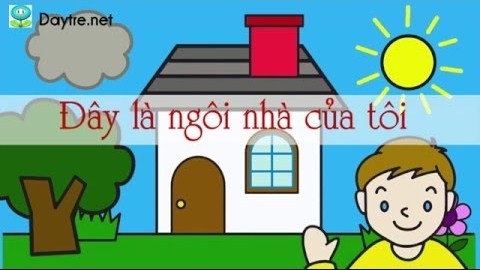 Daytre.net
Đây là ngôi nhà của tôi